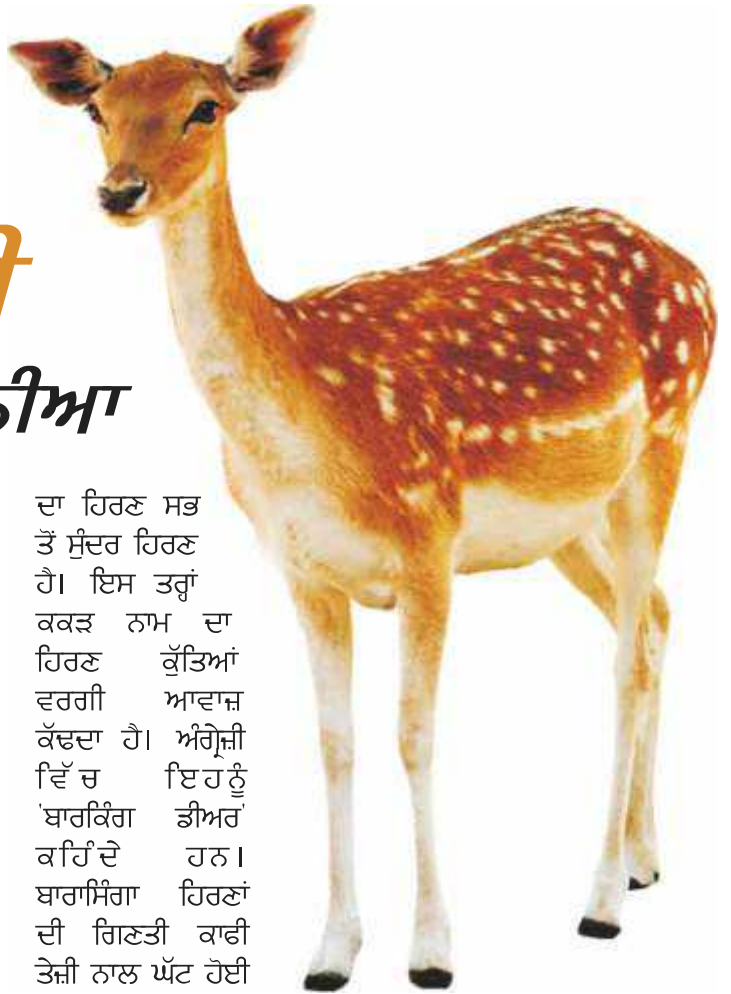 ਦਾ ਹਿਰਣ ਸਭ
ਤੋਂ ਸੁੰਦਰ ਹਿਰਣ
ਹੈ। ਇਸ ਤਰ੍ਹਾਂ
ਕਕੜ ਨਾਮ ਦਾ
ਹਿਰਣ ਕੁੱਤਿਆਂ
ਵਰਗੀ ਆਵਾਜ਼
ਕੱਢਦਾ ਹੈ। ਅੰਗ੍ਰੇਜ਼ੀ
ਵਿੱਚ ਇਹਨੂੰ
'ਬਾਰਕਿੰਗ ਡੀਅਰ'
ਕਹਿੰਦੇ ਹਨ।
ਬਾਰਾਸਿੰਗਾ ਹਿਰਣਾਂ
ਦੀ ਗਿਣਤੀ ਕਾਫੀ
ਤੇਜ਼ੀ ਨਾਲ ਘੱਟ ਹੋਈ